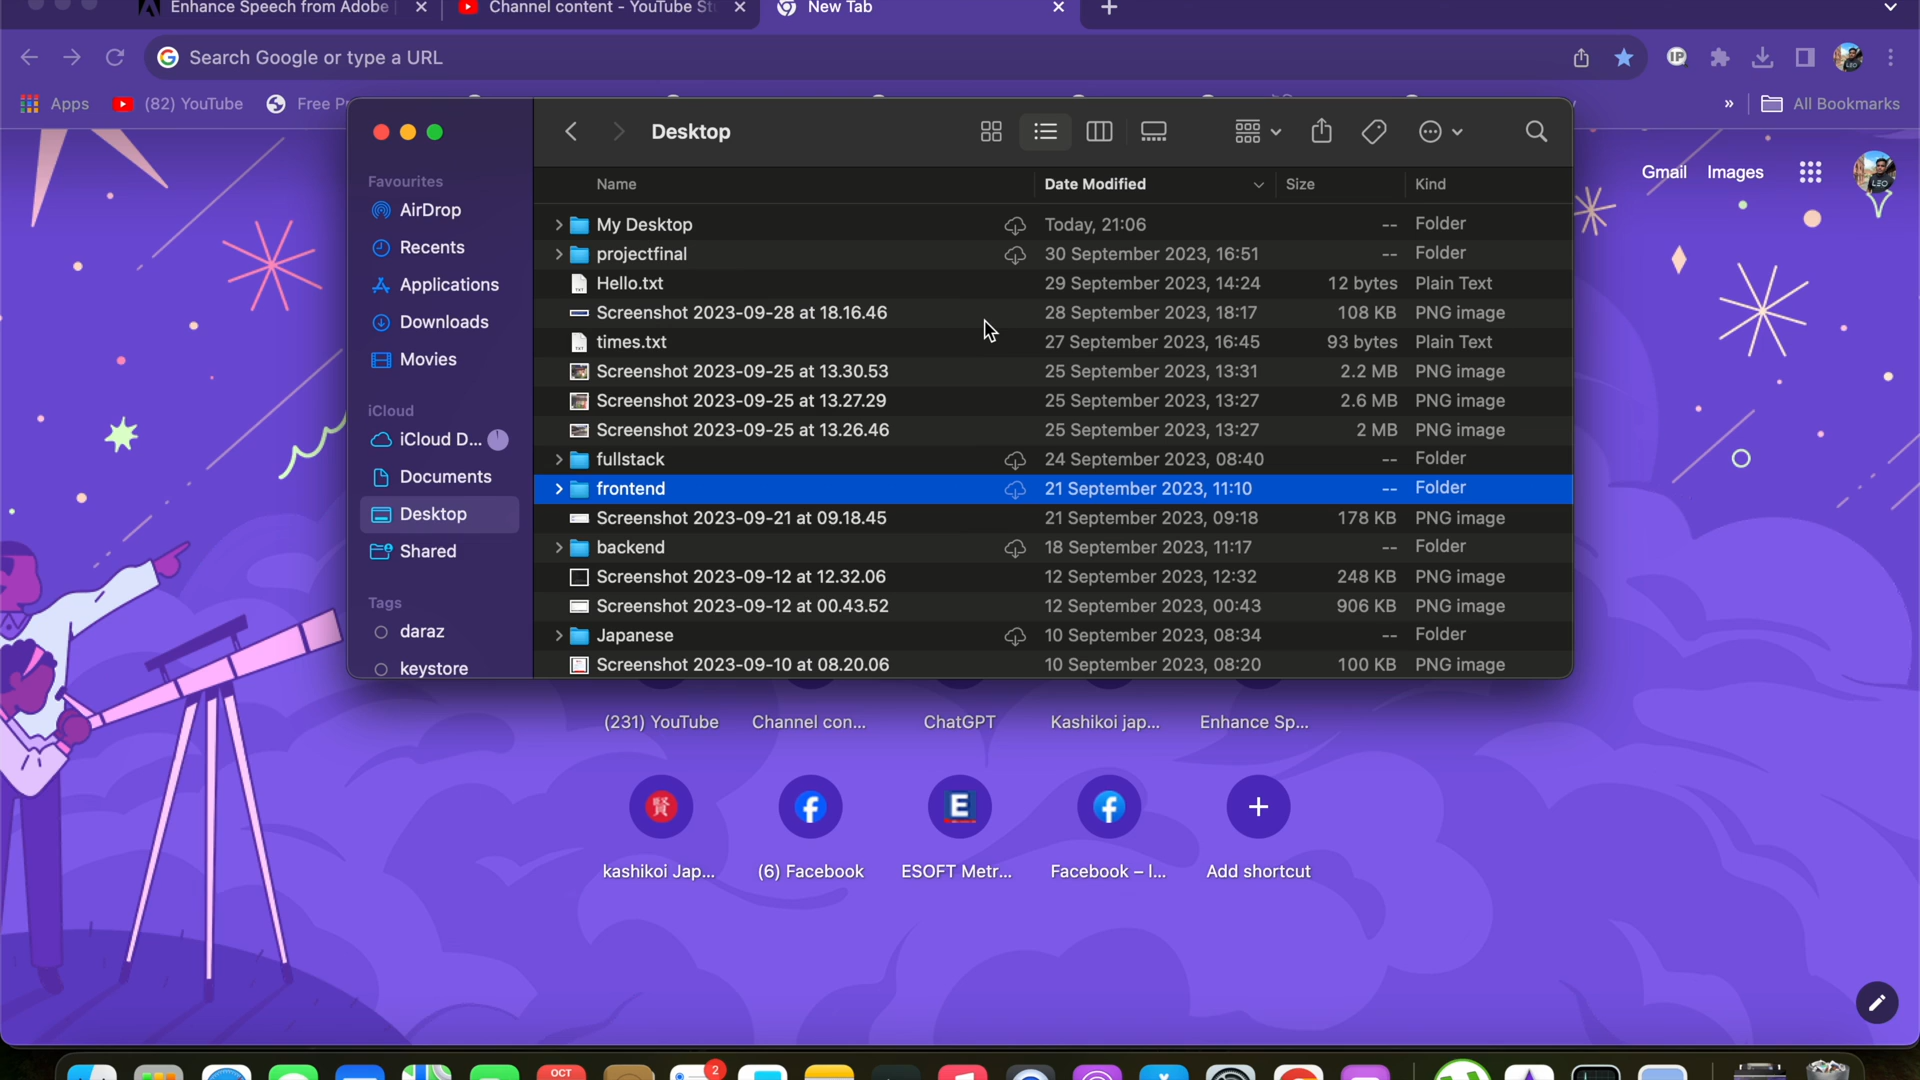 Enhance Speech from Adobe
Channel content - YouTube St
New Tab
Search Google or type a URL
IP
Apps
(82) YouTube
Free Pr
»
All Bookmarks
Desktop
Gmail
Images
LEO
Favourites
AirDrop
Recents
Applications
Downloads
Movies
iCloud
iCloud D...
Documents
Desktop
Shared
Tags
daraz
keystore
Name Date Modified Size Kind
My Desktop Today, 21:06 -- Folder
projectfinal 30 September 2023, 16:51 -- Folder
Hello.txt 29 September 2023, 14:24 12 bytes Plain Text
Screenshot 2023-09-28 at 18.16.46 28 September 2023, 18:17 108 KB PNG image
times.txt 27 September 2023, 16:45 93 bytes Plain Text
Screenshot 2023-09-25 at 13.30.53 25 September 2023, 13:31 2.2 MB PNG image
Screenshot 2023-09-25 at 13.27.29 25 September 2023, 13:27 2.6 MB PNG image
Screenshot 2023-09-25 at 13.26.46 25 September 2023, 13:27 2 MB PNG image
fullstack 24 September 2023, 08:40 -- Folder
frontend 21 September 2023, 11:10 -- Folder
Screenshot 2023-09-21 at 09.18.45 21 September 2023, 09:18 178 KB PNG image
backend 18 September 2023, 11:17 -- Folder
Screenshot 2023-09-12 at 12.32.06 12 September 2023, 12:32 248 KB PNG image
Screenshot 2023-09-12 at 00.43.52 12 September 2023, 00:43 906 KB PNG image
Japanese 10 September 2023, 08:34 -- Folder
Screenshot 2023-09-10 at 08.20.06 10 September 2023, 08:20 100 KB PNG image
(231) YouTube
Channel con...
ChatGPT
Kashikoi jap...
Enhance Sp...
賢
E
kashikoi Jap...
(6) Facebook
ESOFT Metr...
Facebook – l...
Add shortcut
OCT
2